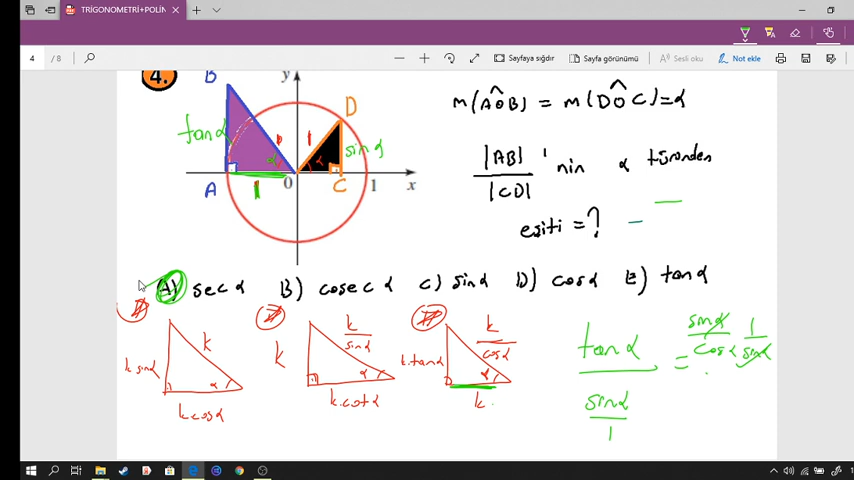 TRİGONOMETRİ+POLİN
4 /8
Sayfaya sığdır
Sayfa görünümü
Sesli oku
Not ekle
4.
B
y
D
tanα
1
α
α
sinα
A
1
0
C
1
x
m(AÔB) = m(DÔC)=α
|AB|
|CD|
'nin α türünden
eşiti =?
A) sec α B) cosec α C) sinα D) cosα E) tanα
k
k.sinα
α
k cosα
k
sinα
k
α
k.cotα
k
cosα
k.tanα
α
k.
tanα
sinα
1
=
sinα
cosα
1
sinα